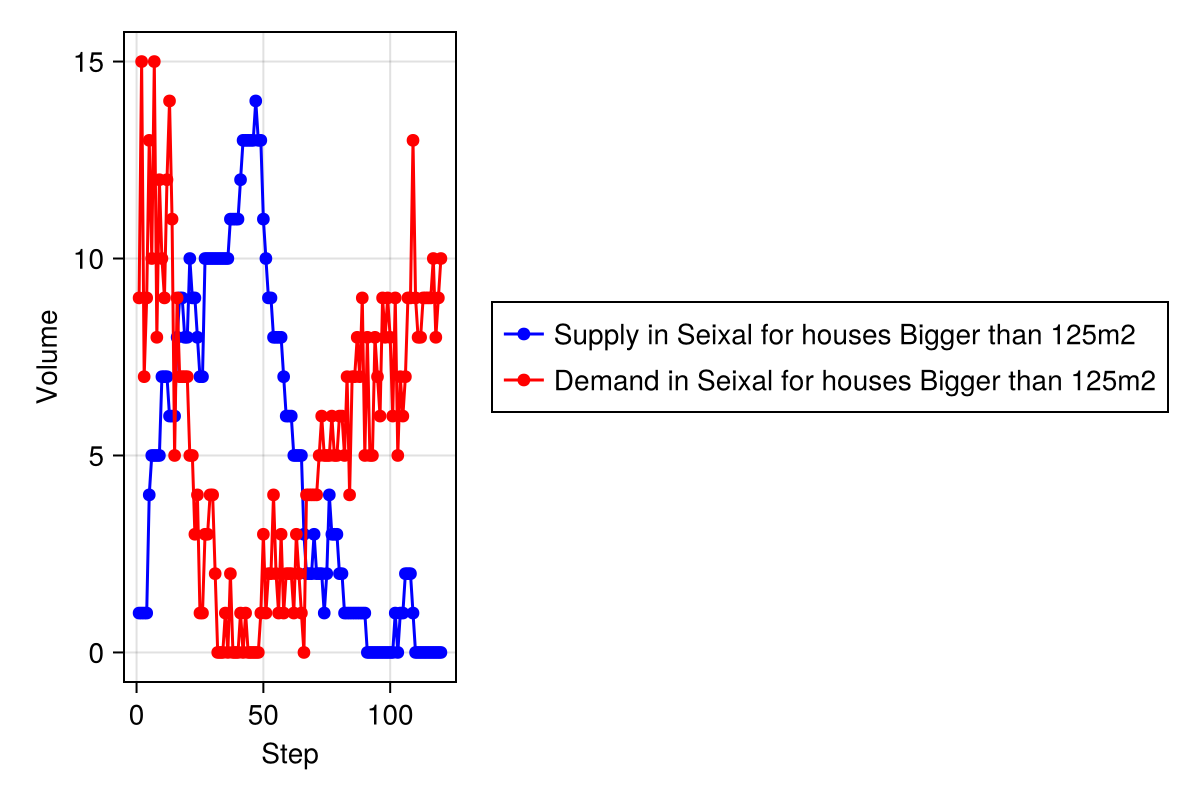 15
10
5
0
Volume
0 50 100
Step
Supply in Seixal for houses Bigger than 125m2
Demand in Seixal for houses Bigger than 125m2